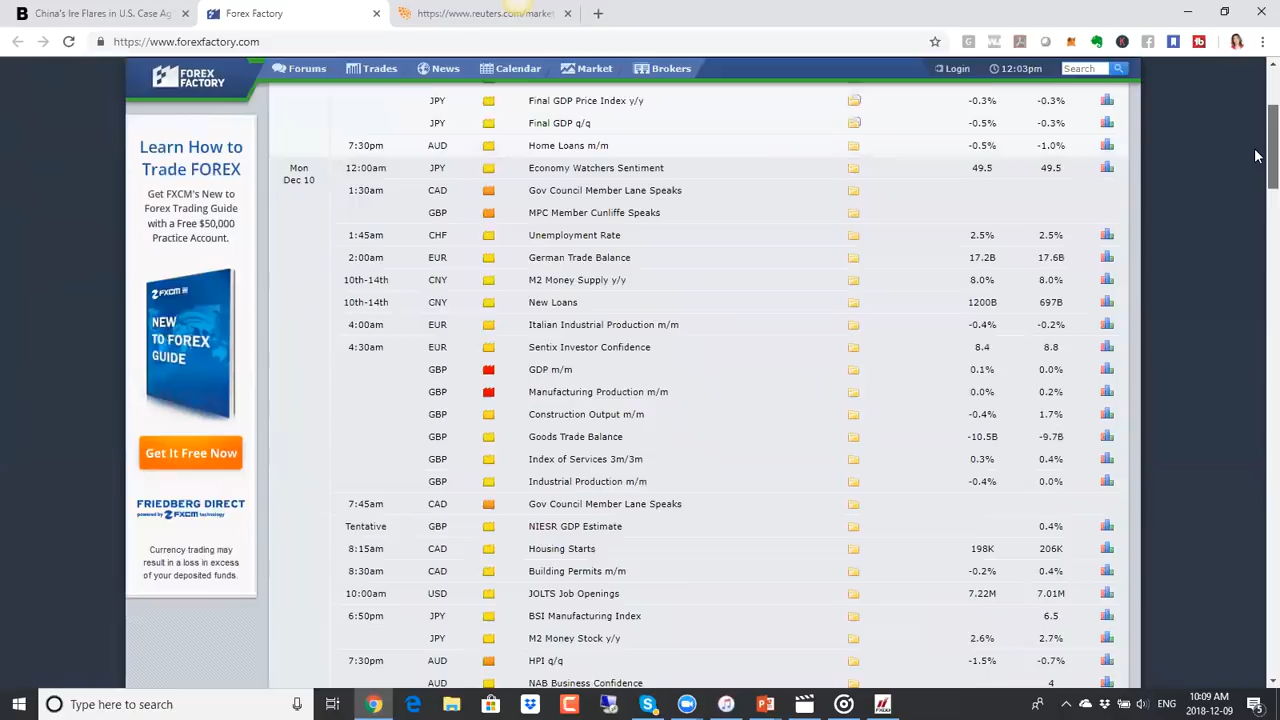 China's Ire Flares in U.S. Case Ag
Forex Factory
https://www.reuters.com/market
https://www.forexfactory.com
FOREX FACTORY
Forums
Trades
News
Calendar
Market
Brokers
Login
12:03pm
Search
Learn How to
Trade FOREX
Get FXCM's New to
Forex Trading Guide
with a Free $50,000
Practice Account.
FXCM
NEW
TO FOREX
GUIDE
Get It Free Now
FRIEDBERG DIRECT
powered by FXCM technology
Currency trading may
result in a loss in excess
of your deposited funds.
JPY Final GDP Price Index y/y -0.3% -0.3%
JPY Final GDP q/q -0.5% -0.3%
7:30pm AUD Home Loans m/m -0.5% -1.0%
Mon Dec 10 12:00am JPY Economy Watchers Sentiment 49.5 49.5
1:30am CAD Gov Council Member Lane Speaks
GBP MPC Member Cunliffe Speaks
1:45am CHF Unemployment Rate 2.5% 2.5%
2:00am EUR German Trade Balance 17.2B 17.6B
10th-14th CNY M2 Money Supply y/y 8.0% 8.0%
10th-14th CNY New Loans 1200B 697B
4:00am EUR Italian Industrial Production m/m -0.4% -0.2%
4:30am EUR Sentix Investor Confidence 8.4 8.8
GBP GDP m/m 0.1% 0.0%
GBP Manufacturing Production m/m 0.0% 0.2%
GBP Construction Output m/m -0.4% 1.7%
GBP Goods Trade Balance -10.5B -9.7B
GBP Index of Services 3m/3m 0.3% 0.4%
GBP Industrial Production m/m -0.4% 0.0%
7:45am CAD Gov Council Member Lane Speaks
Tentative GBP NIESR GDP Estimate 0.4%
8:15am CAD Housing Starts 198K 206K
8:30am CAD Building Permits m/m -0.2% 0.4%
10:00am USD JOLTS Job Openings 7.22M 7.01M
6:50pm JPY BSI Manufacturing Index 6.5
JPY M2 Money Stock y/y 2.6% 2.7%
7:30pm AUD HPI q/q -1.5% -0.7%
AUD NAB Business Confidence 4
Type here to search
ENG
10:09 AM
2018-12-09